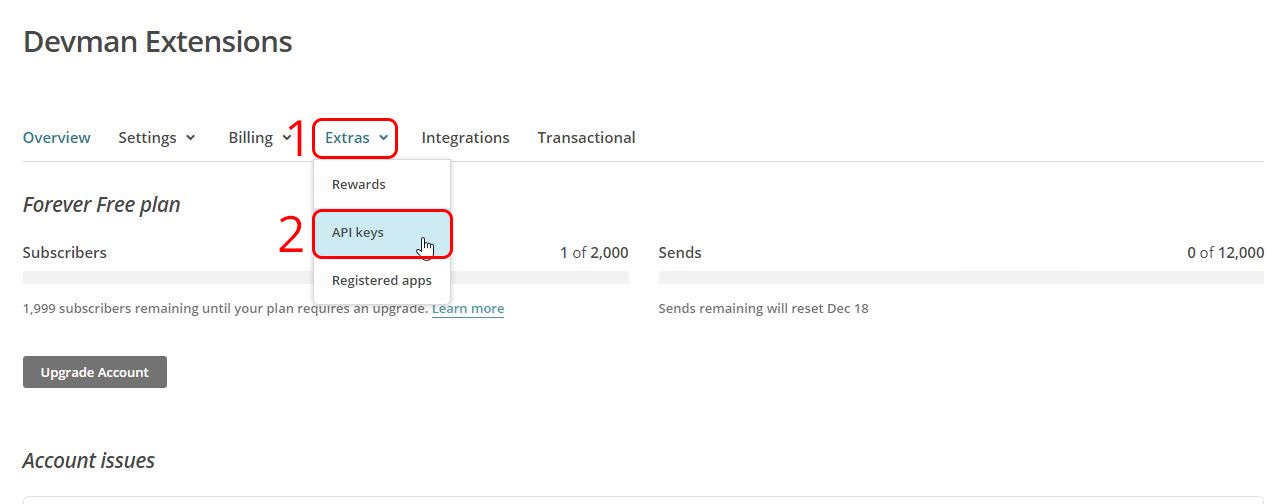 Devman Extensions
Overview Settings Billing 1 Extras Integrations Transactional
Rewards
Forever Free plan
2 API keys
Subscribers 1 of 2,000 Sends 0 of 12,000
Registered apps
1,999 subscribers remaining until your plan requires an upgrade. Learn more Sends remaining will reset Dec 18
Upgrade Account
Account issues